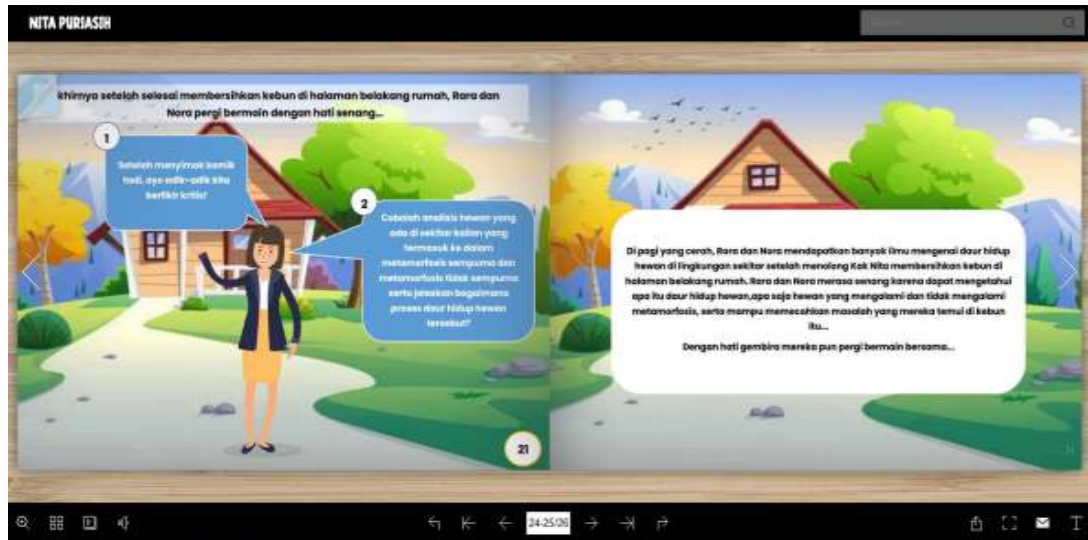 NITA PURIASIH
khirnya setelah selesai membersihkan kebun di halaman belakang rumah, Rara dan
Nora pergi bermain dengan hati senang...
1
Setelah menyimak komik
tadi, ayo adik-adik kita
berfikir kritis!
2
Cobalah analisis hewan yang
ada di sekitar kalian yang
termasuk ke dalam
metamorfosis sempurna dan
metamorfosis tidak sempurna
serta jelaskan bagaimana
proses daur hidup hewan
tersebut?
21
Di pagi yang cerah, Rara dan Nora mendapatkan banyak ilmu mengenai daur hidup
hewan di lingkungan sekitar setelah menolong Kak Nita membersihkan kebun di
halaman belakang rumah. Rara dan Nora merasa senang karena dapat mengetahui
apa itu daur hidup hewan,apa saja hewan yang mengalami dan tidak mengalami
metamorfosis, serta mampu memecahkan masalah yang mereka temui di kebun
itu...
Dengan hati gembira mereka pun pergi bermain bersama...
24-25/26